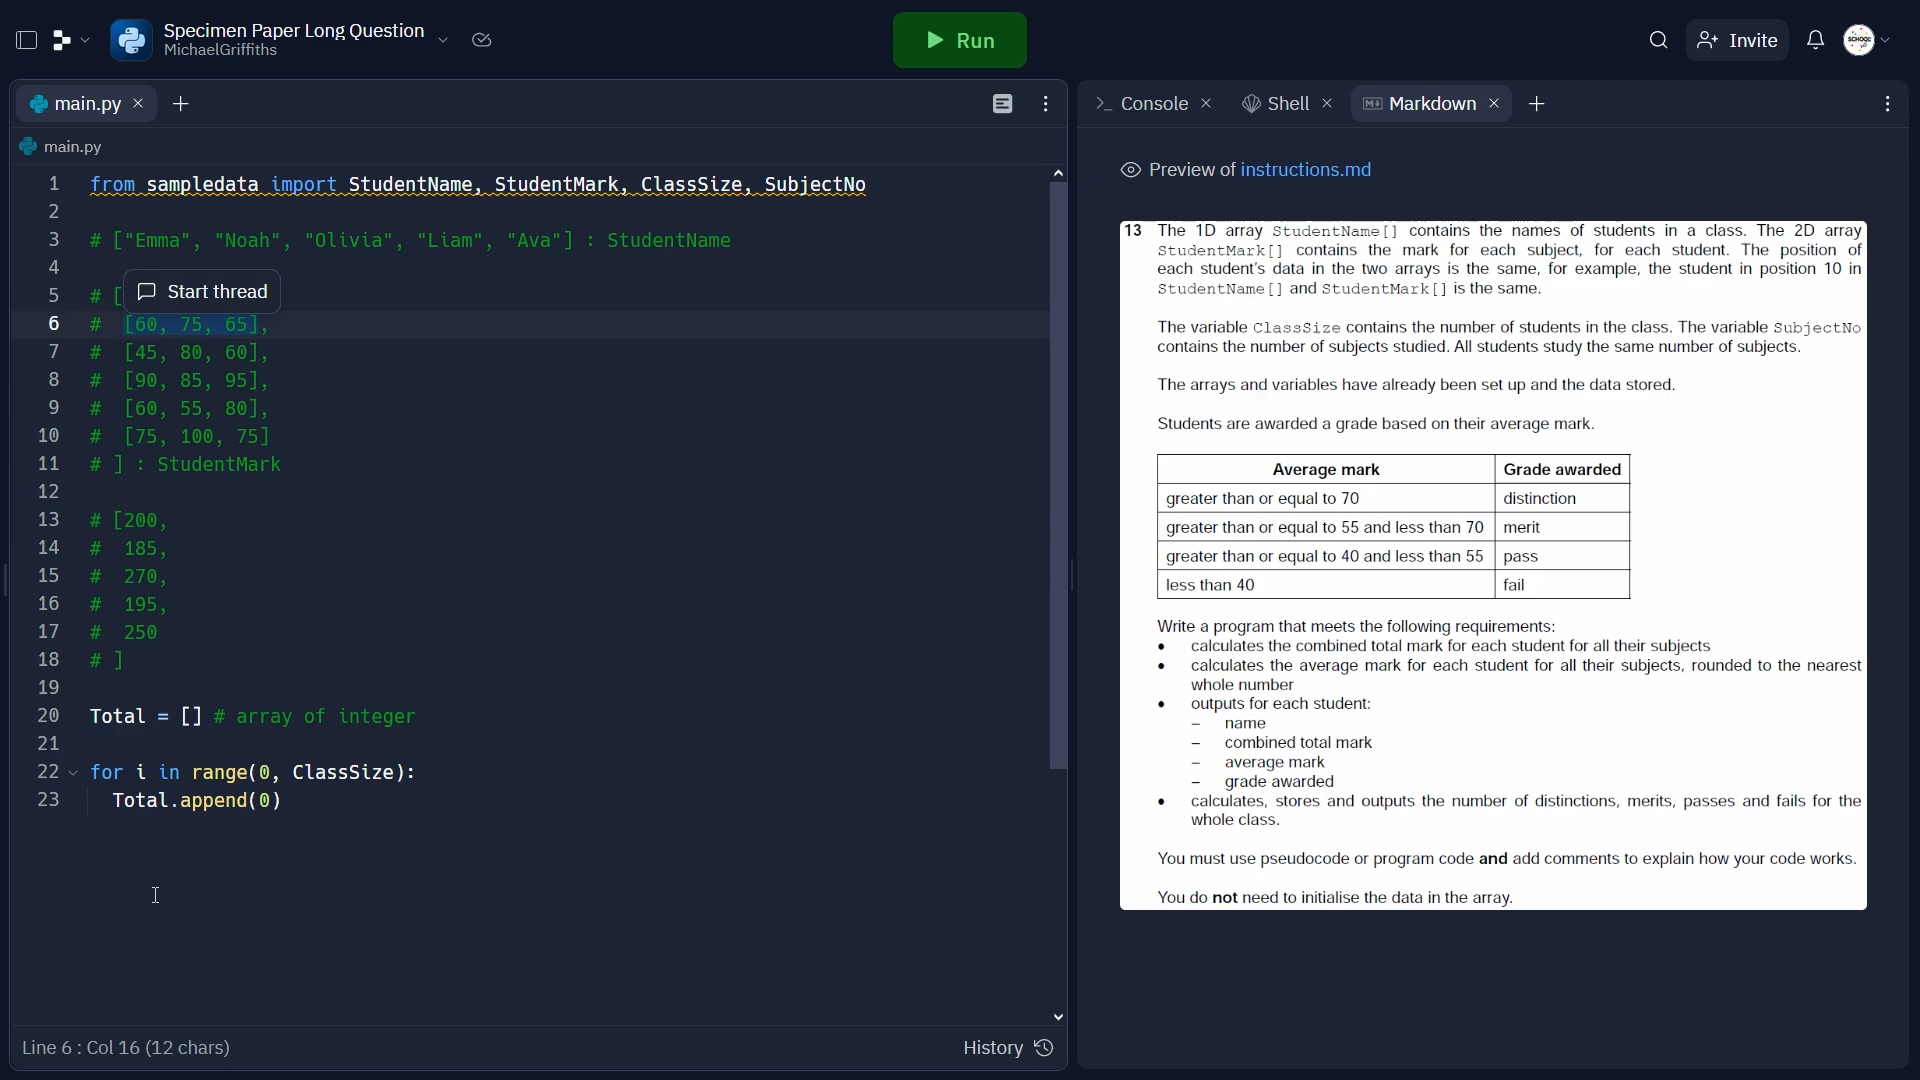 Specimen Paper Long Question
MichaelGriffiths
Run
Invite
SCHOOL
main.py
Console
Shell
Markdown
main.py
1 from sampledata import StudentName, StudentMark, ClassSize, SubjectNo
2
3 # ["Emma", "Noah", "Olivia", "Liam", "Ava"] : StudentName
4
Start thread
5 # [
6 # [60, 75, 65],
7 # [45, 80, 60],
8 # [90, 85, 95],
9 # [60, 55, 80],
10 # [75, 100, 75]
11 # ] : StudentMark
12
13 # [200,
14 # 185,
15 # 270,
16 # 195,
17 # 250
18 # ]
19
20 Total = [] # array of integer
21
22 for i in range(0, ClassSize):
23 Total.append(0)
Line 6 : Col 16 (12 chars)
History
Preview of instructions.md
13 The 1D array StudentName[] contains the names of students in a class. The 2D array
StudentMark[] contains the mark for each subject, for each student. The position of
each student's data in the two arrays is the same, for example, the student in position 10 in
StudentName[] and StudentMark[] is the same.
The variable ClassSize contains the number of students in the class. The variable SubjectNo
contains the number of subjects studied. All students study the same number of subjects.
The arrays and variables have already been set up and the data stored.
Students are awarded a grade based on their average mark.
Average mark Grade awarded
greater than or equal to 70 distinction
greater than or equal to 55 and less than 70 merit
greater than or equal to 40 and less than 55 pass
less than 40 fail
Write a program that meets the following requirements:
• calculates the combined total mark for each student for all their subjects
• calculates the average mark for each student for all their subjects, rounded to the nearest
whole number
• outputs for each student:
– name
– combined total mark
– average mark
– grade awarded
• calculates, stores and outputs the number of distinctions, merits, passes and fails for the
whole class.
You must use pseudocode or program code and add comments to explain how your code works.
You do not need to initialise the data in the array.